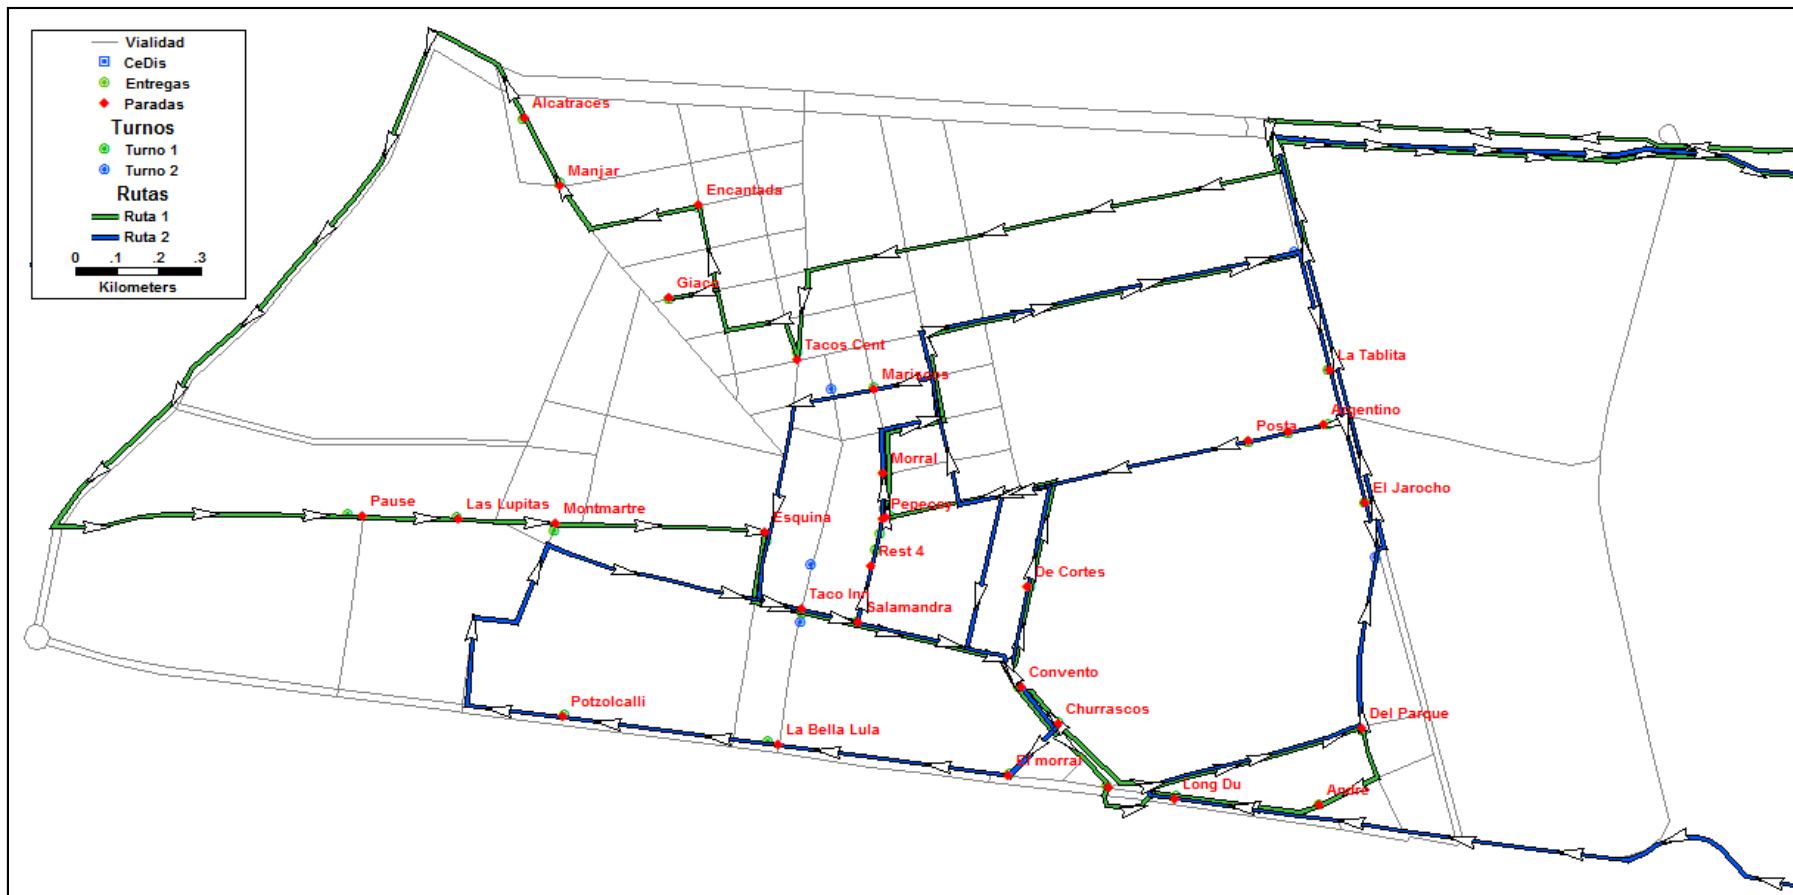 Vialidad
CeDis
Entregas
Paradas
Turnos
Turno 1
Turno 2
Rutas
Ruta 1
Ruta 2
0 .1 .2 .3
Kilometers
Alcatraces
Manjar
Encantada
Giaco
Tacos Cent
Mariscos
La Tablita
Argentino
Posta
Morral
El Jarocho
Pause
Las Lupitas
Montmartre
Pepecoy
Esquina
Rest 4
De Cortes
Taco Inn
Salamandra
Convento
Potzolcalli
Churrascos
Del Parque
La Bella Lula
El morral
Long Du
Andre